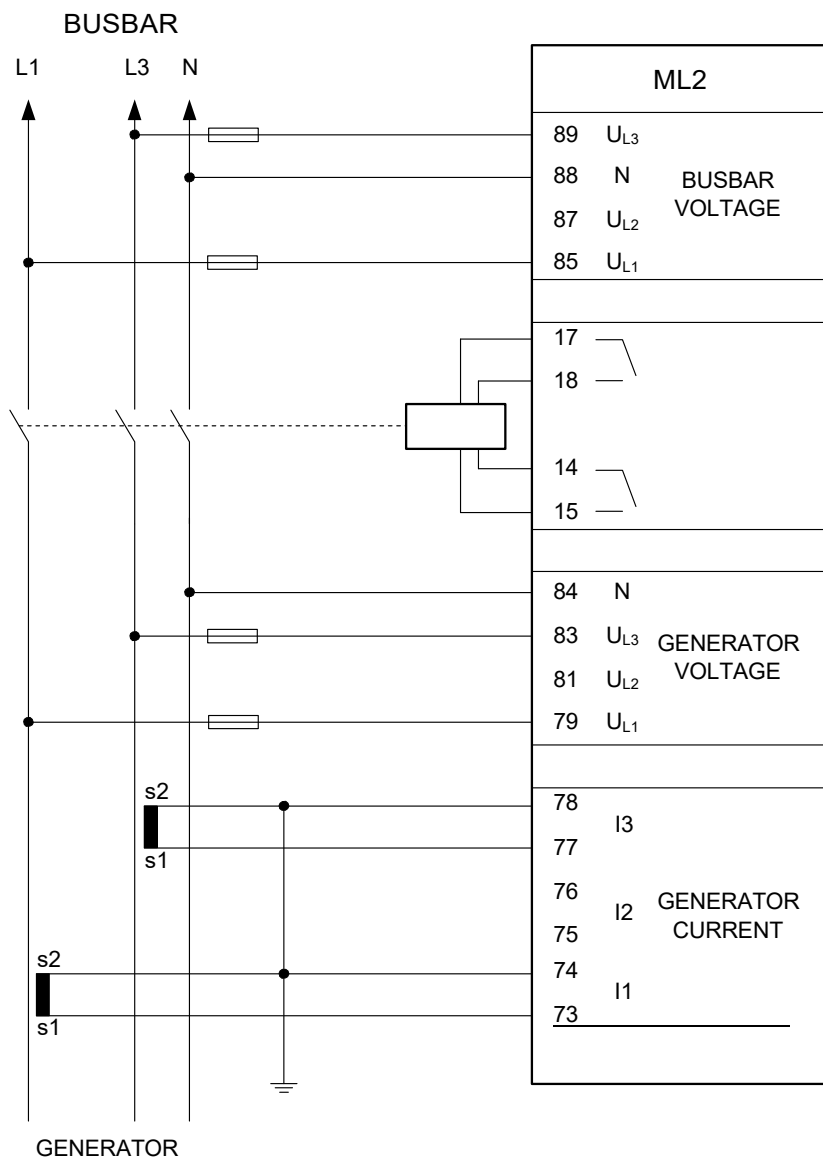 BUSBAR
L1 L3 N
ML2
89 UL3
88 N
BUSBAR
VOLTAGE
87 UL2
85 UL1
17
18
14
15
84 N
83 UL3
GENERATOR
VOLTAGE
81 UL2
79 UL1
s2
s1
78
I3
77
76
I2
75
GENERATOR
CURRENT
s2
s1
74
I1
73
GENERATOR